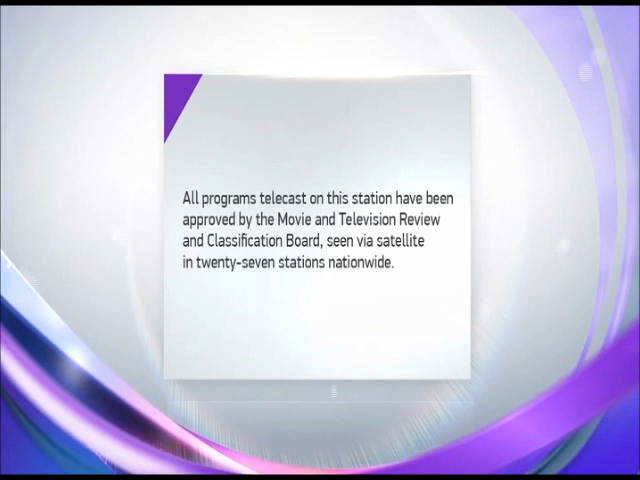 All programs telecast on this station have been
approved by the Movie and Television Review
and Classification Board, seen via satellite
in twenty-seven stations nationwide.